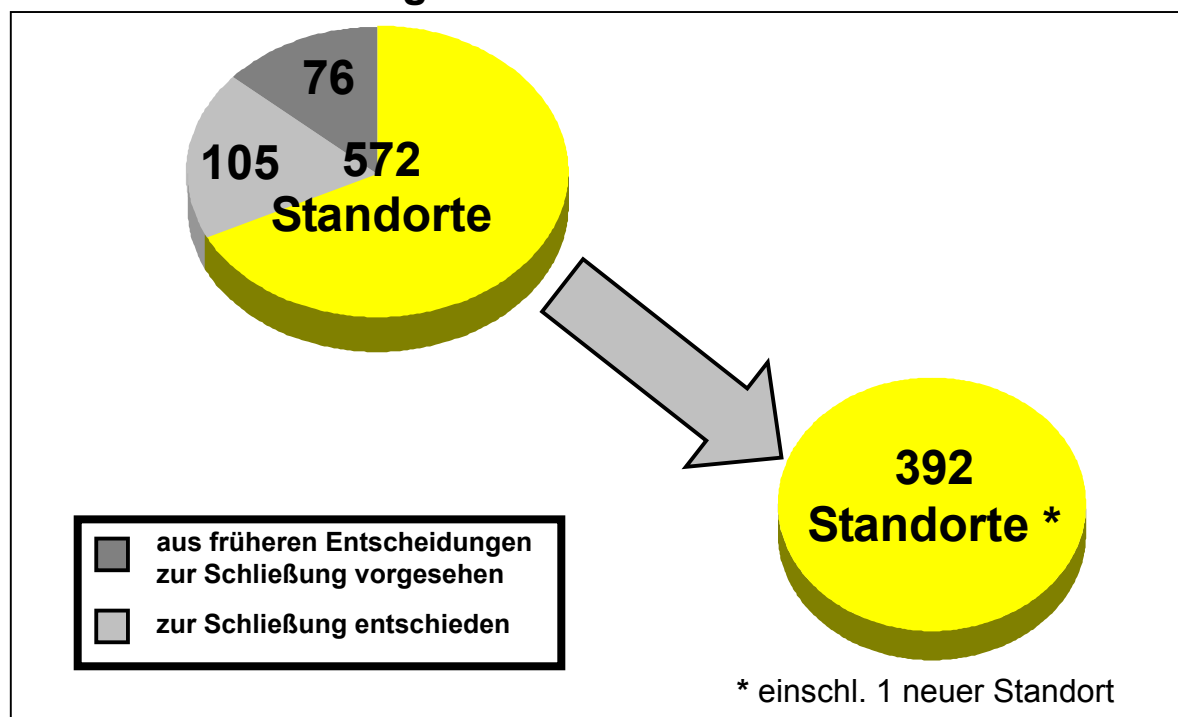 76
105
572
Standorte
392
Standorte *
aus früheren Entscheidungen
zur Schließung vorgesehen
zur Schließung entschieden
* einschl. 1 neuer Standort